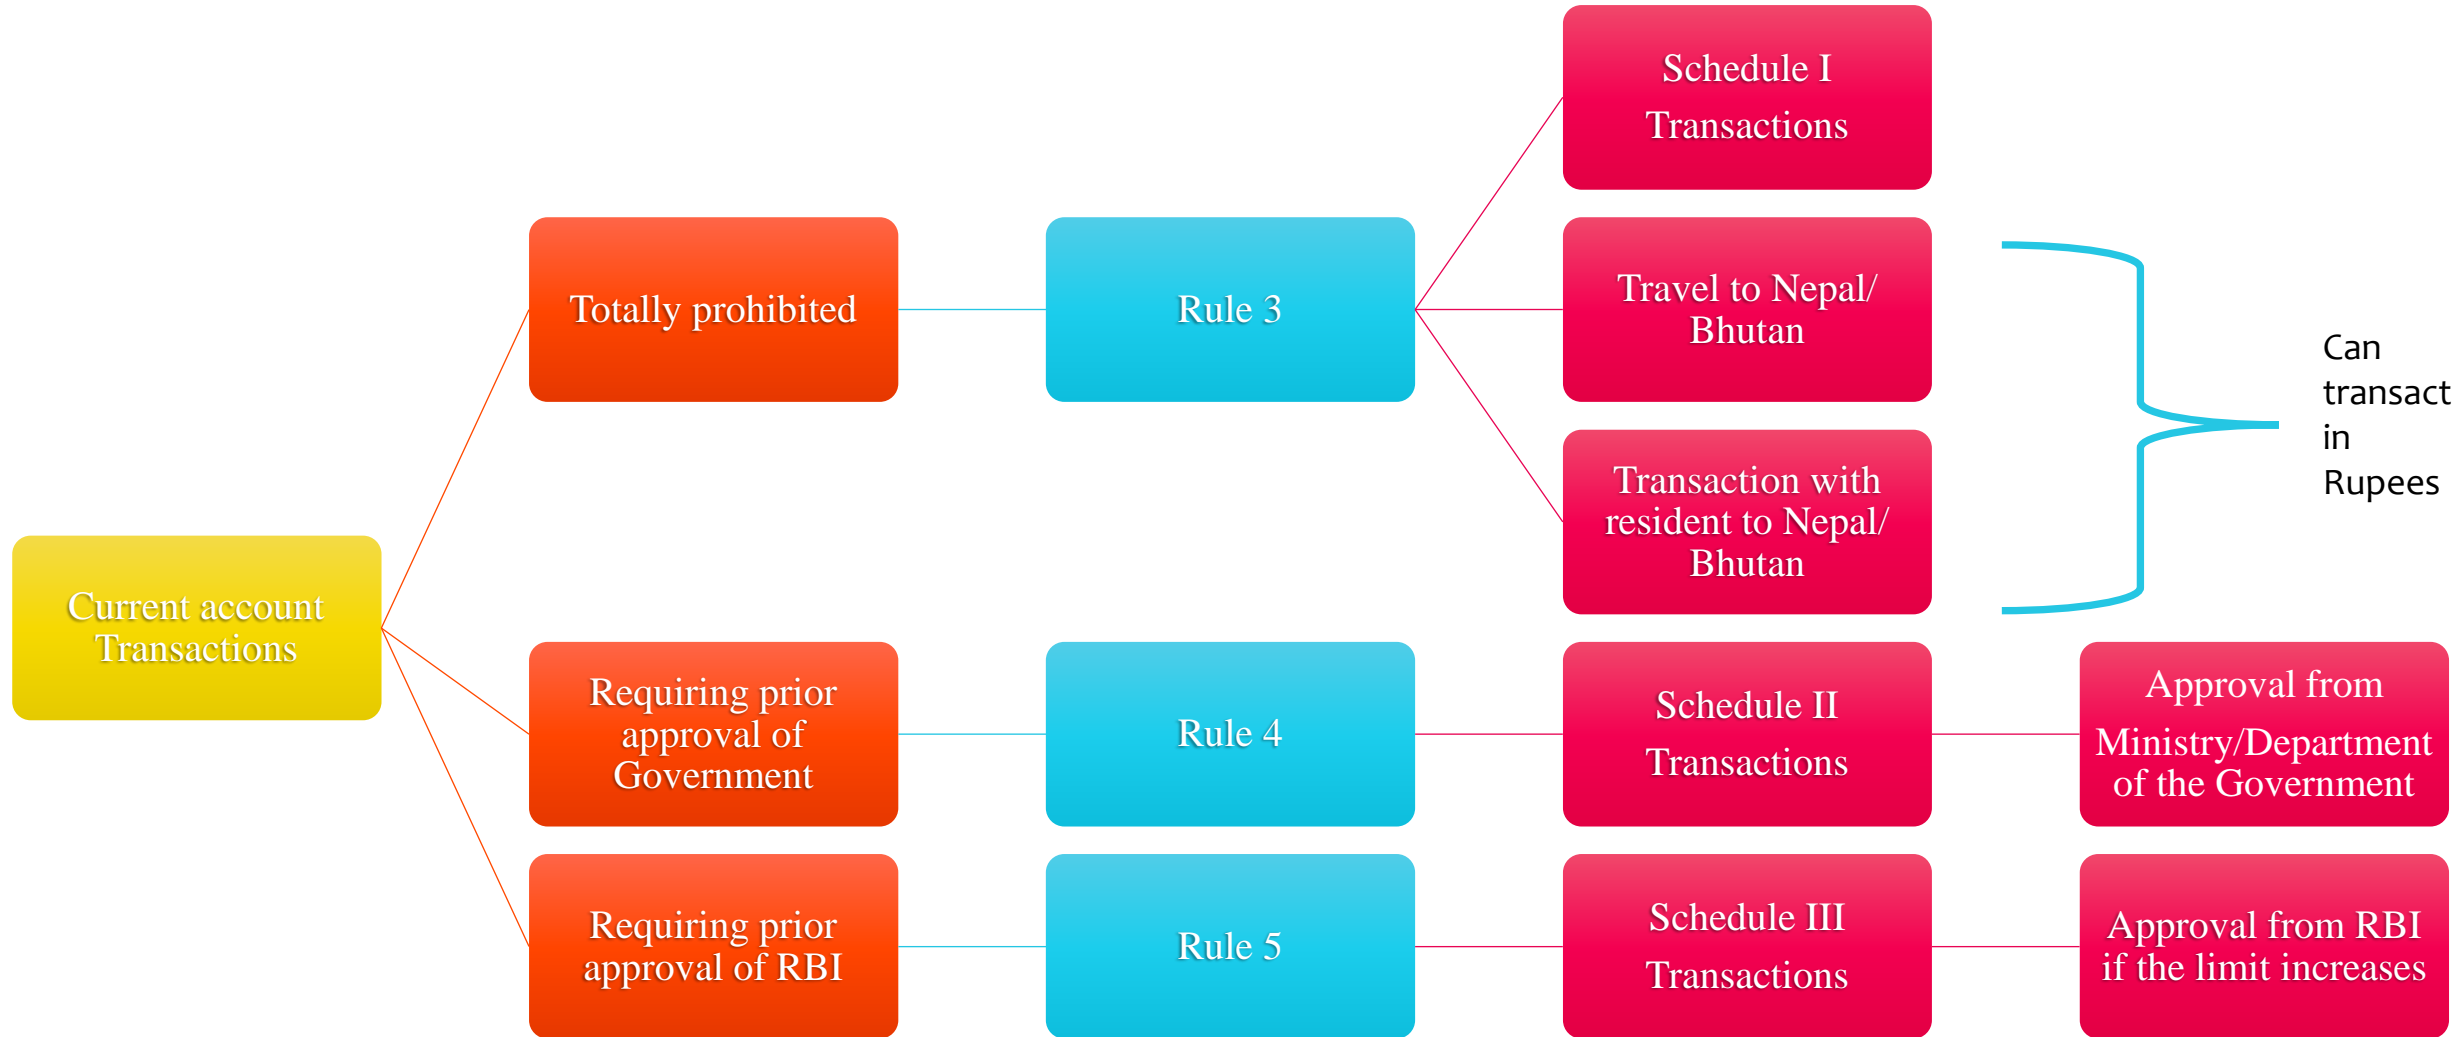 Current account
Transactions
Totally prohibited
Rule 3
Schedule I
Transactions
Travel to Nepal/
Bhutan
Transaction with
resident to Nepal/
Bhutan
Can
transact
in
Rupees
Requiring prior
approval of
Government
Rule 4
Schedule II
Transactions
Approval from
Ministry/Department
of the Government
Requiring prior
approval of RBI
Rule 5
Schedule III
Transactions
Approval from RBI
if the limit increases